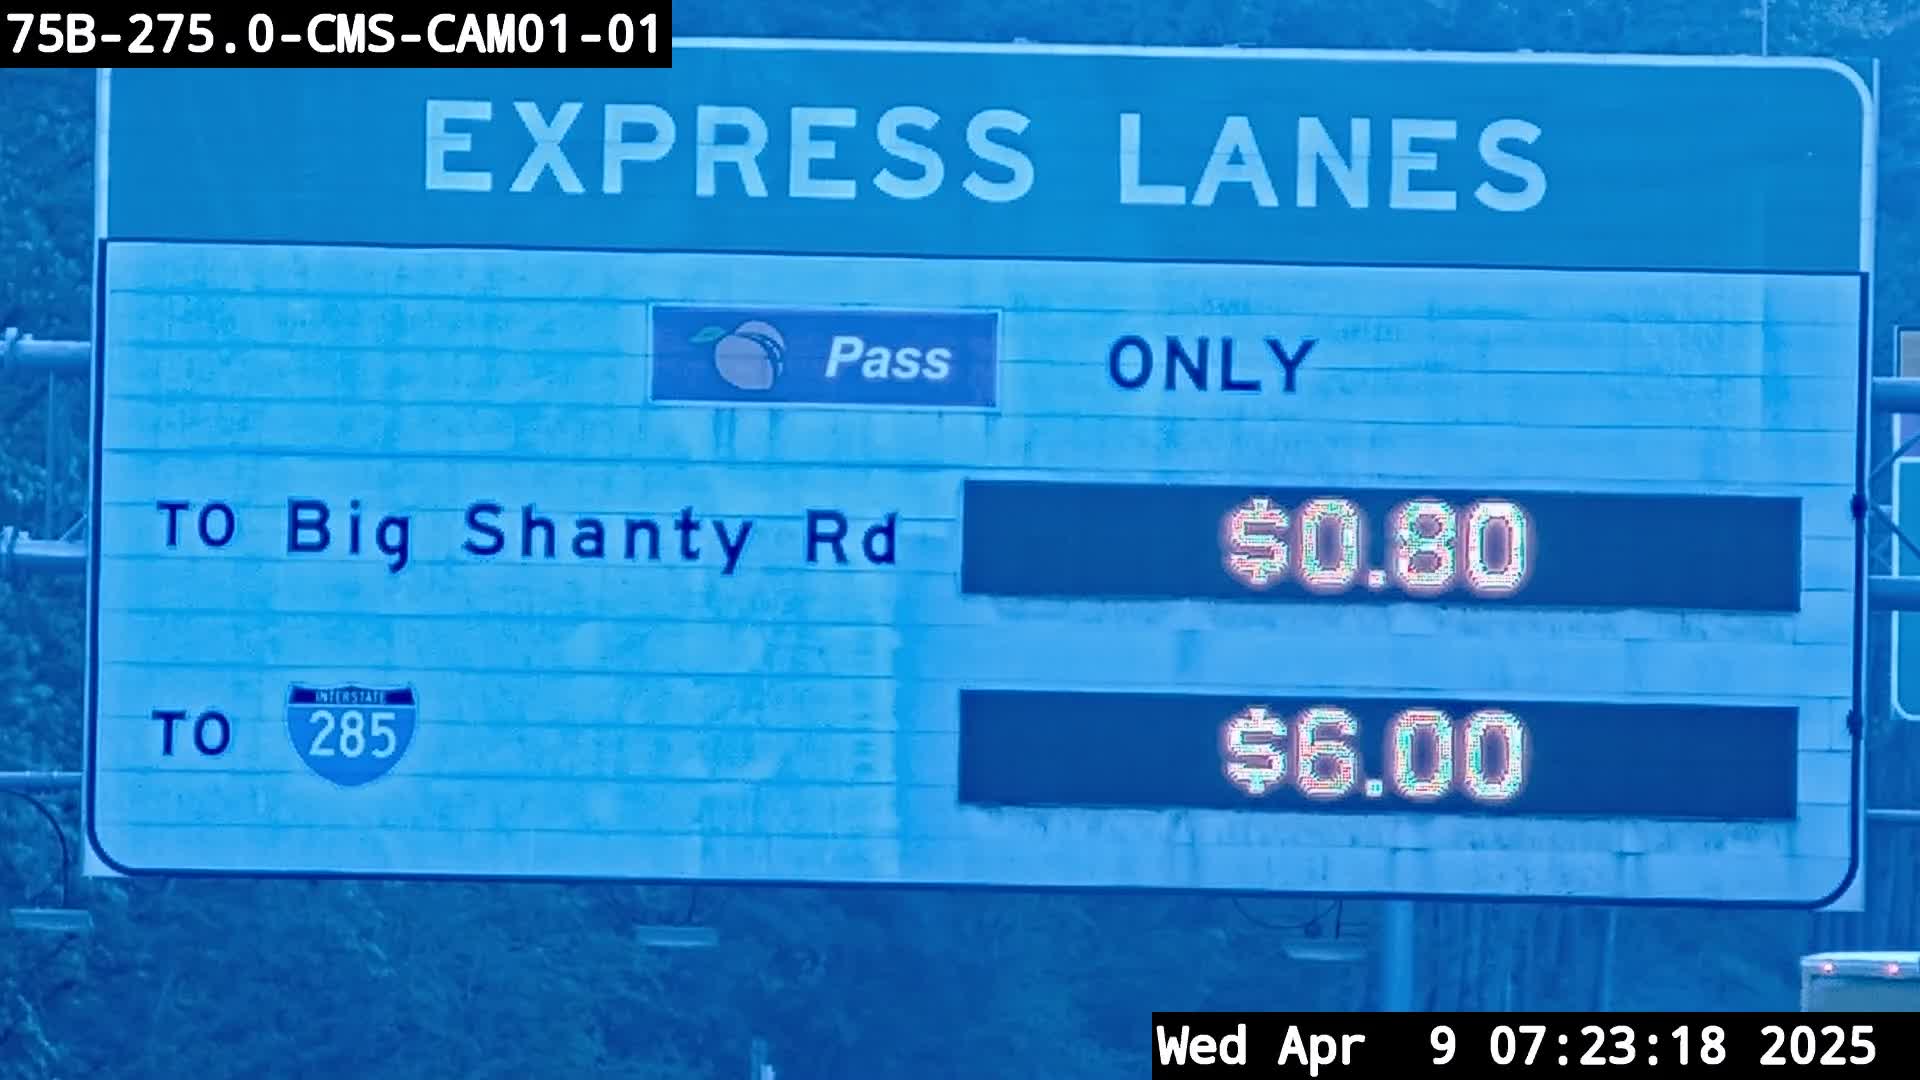 75B-275.0-CMS-CAM01-01
EXPRESS LANES
Pass ONLY
TO Big Shanty Rd $0.80
INTERSTATE
TO 285 $6.00
Wed Apr 9 07:23:18 2025